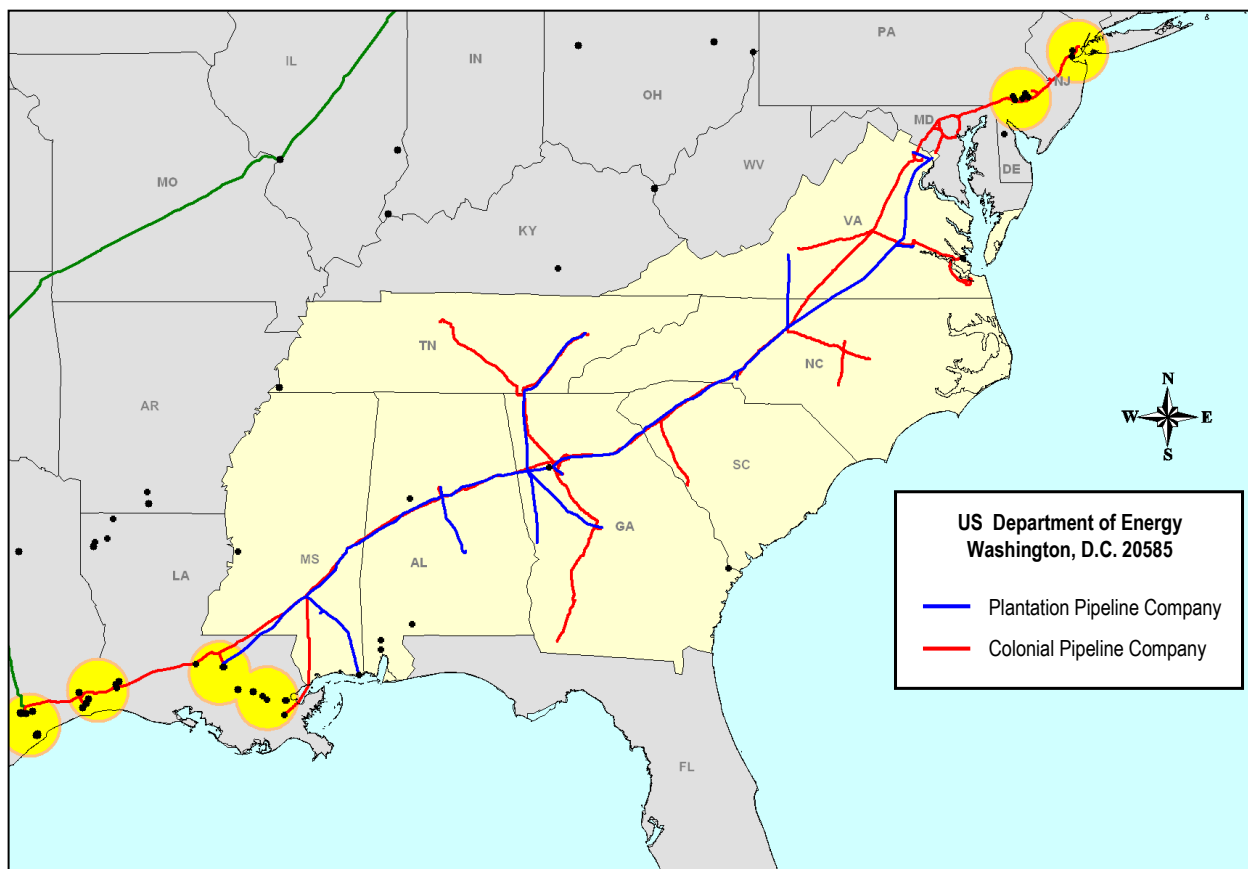 PA
IL
IN
OH
NJ
MD
WV
DE
MO
VA
KY
TN
NC
AR
SC
GA
MS
AL
LA
FL
N
W
E
S
US Department of Energy
Washington, D.C. 20585
Plantation Pipeline Company
Colonial Pipeline Company